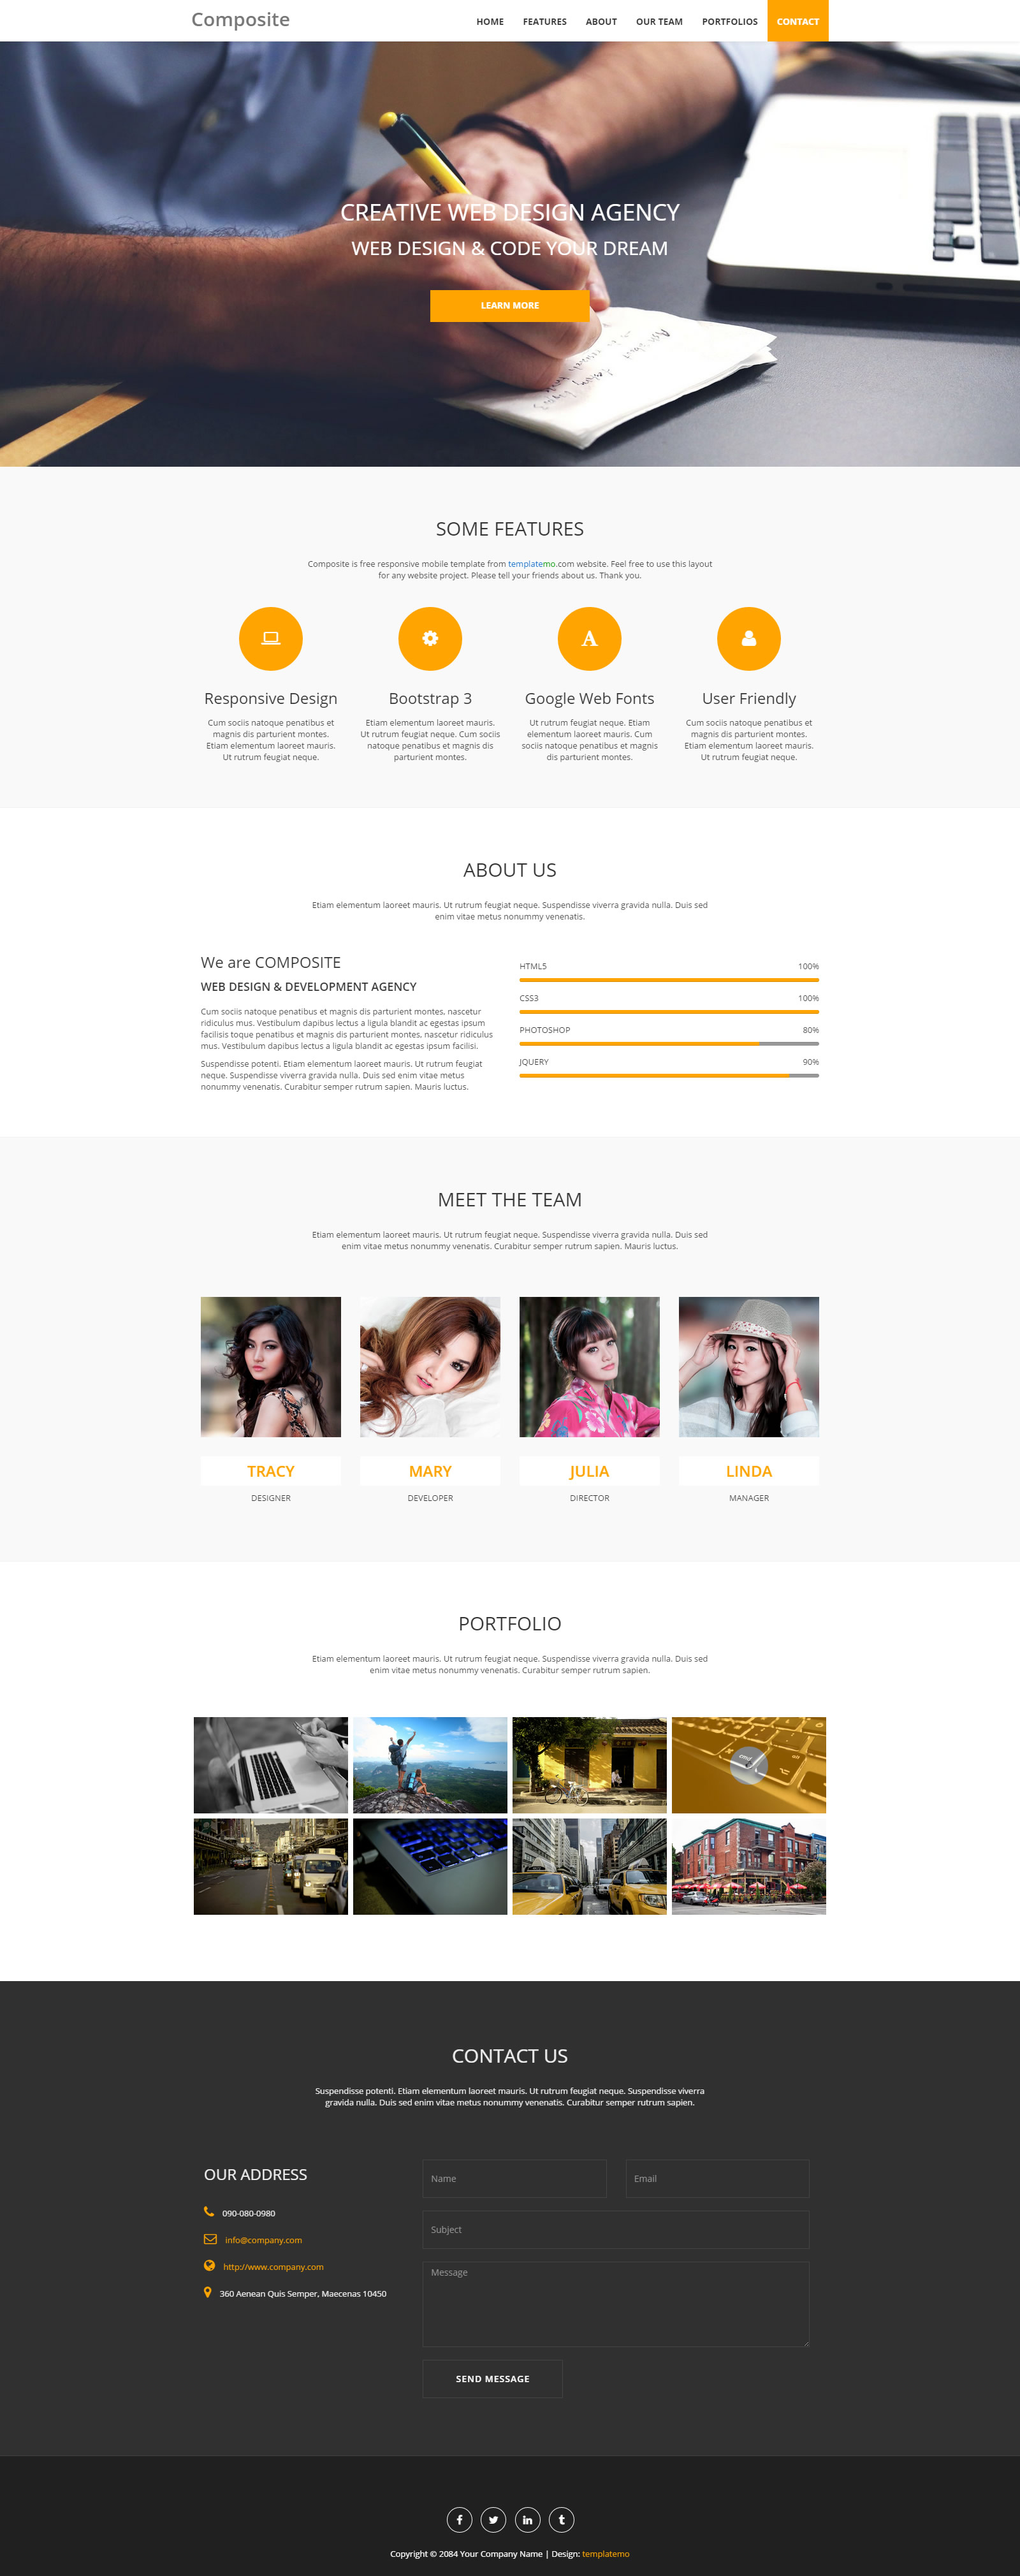 Composite
HOME FEATURES ABOUT OUR TEAM PORTFOLIOS CONTACT
CREATIVE WEB DESIGN AGENCY
WEB DESIGN & CODE YOUR DREAM
LEARN MORE
SOME FEATURES
Composite is free responsive mobile template from templatemo.com website. Feel free to use this layout
for any website project. Please tell your friends about us. Thank you.
Responsive Design
Cum sociis natoque penatibus et
magnis dis parturient montes.
Etiam elementum laoreet mauris.
Ut rutrum feugiat neque.
Bootstrap 3
Etiam elementum laoreet mauris.
Ut rutrum feugiat neque. Cum sociis
natoque penatibus et magnis dis
parturient montes.
Google Web Fonts
Ut rutrum feugiat neque. Etiam
elementum laoreet mauris. Cum
sociis natoque penatibus et magnis
dis parturient montes.
User Friendly
Cum sociis natoque penatibus et
magnis dis parturient montes.
Etiam elementum laoreet mauris.
Ut rutrum feugiat neque.
ABOUT US
Etiam elementum laoreet mauris. Ut rutrum feugiat neque. Suspendisse viverra gravida nulla. Duis sed
enim vitae metus nonummy venenatis.
We are COMPOSITE
WEB DESIGN & DEVELOPMENT AGENCY
Cum sociis natoque penatibus et magnis dis parturient montes, nascetur
ridiculus mus. Vestibulum dapibus lectus a ligula blandit ac egestas ipsum
facilisis toque penatibus et magnis dis parturient montes, nascetur ridiculus
mus. Vestibulum dapibus lectus a ligula blandit ac egestas ipsum facilisi.
Suspendisse potenti. Etiam elementum laoreet mauris. Ut rutrum feugiat
neque. Suspendisse viverra gravida nulla. Duis sed enim vitae metus
nonummy venenatis. Curabitur semper rutrum sapien. Mauris luctus.
HTML5 100%
CSS3 100%
PHOTOSHOP 80%
JQUERY 90%
MEET THE TEAM
Etiam elementum laoreet mauris. Ut rutrum feugiat neque. Suspendisse viverra gravida nulla. Duis sed
enim vitae metus nonummy venenatis. Curabitur semper rutrum sapien. Mauris luctus.
TRACY
DESIGNER
MARY
DEVELOPER
JULIA
DIRECTOR
LINDA
MANAGER
PORTFOLIO
Etiam elementum laoreet mauris. Ut rutrum feugiat neque. Suspendisse viverra gravida nulla. Duis sed
enim vitae metus nonummy venenatis. Curabitur semper rutrum sapien.
CONTACT US
Suspendisse potenti. Etiam elementum laoreet mauris. Ut rutrum feugiat neque. Suspendisse viverra
gravida nulla. Duis sed enim vitae metus nonummy venenatis. Curabitur semper rutrum sapien.
OUR ADDRESS
090-080-0980
info@company.com
http://www.company.com
360 Aenean Quis Semper, Maecenas 10450
Name
Email
Subject
Message
SEND MESSAGE
Copyright © 2084 Your Company Name | Design: templatemo